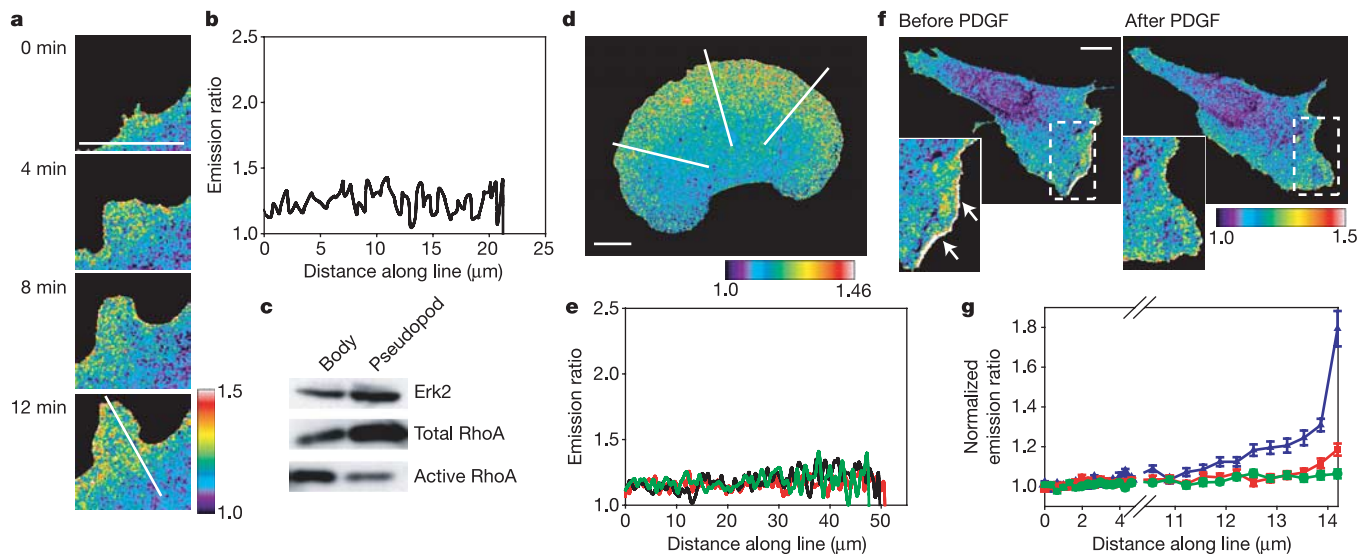 a
0 min
4 min
8 min
12 min
1.5
1.0
b
Emission ratio
2.5
2.0
1.5
1.0
0 5 10 15 20 25
Distance along line (μm)
c
Body Pseudopod
Erk2
Total RhoA
Active RhoA
d
1.0 1.46
e
Emission ratio
2.5
2.0
1.5
1.0
0 10 20 30 40 50
Distance along line (μm)
f
Before PDGF After PDGF
1.0 1.5
g
Normalized
emission ratio
1.8
1.6
1.4
1.2
1.0
0 2 4 11 12 13 14
Distance along line (μm)